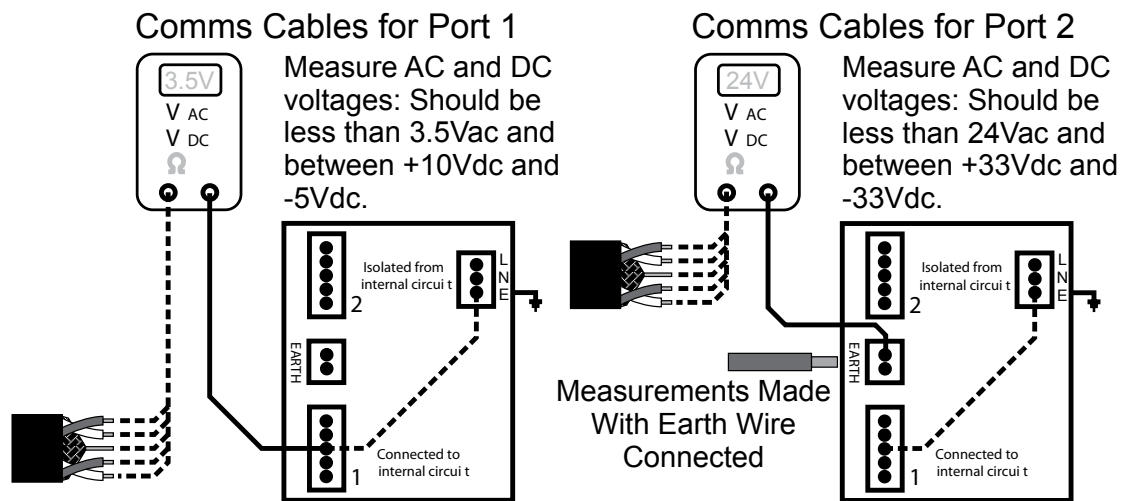 Comms Cables for Port 1
3.5V
V AC
V DC
Ω
Measure AC and DC
voltages: Should be
less than 3.5Vac and
between +10Vdc and
-5Vdc.
2
Isolated from
internal circui t
L
N
E
EARTH
1
Connected to
internal circui t
Comms Cables for Port 2
24V
V AC
V DC
Ω
Measure AC and DC
voltages: Should be
less than 24Vac and
between +33Vdc and
-33Vdc.
2
Isolated from
internal circui t
L
N
E
EARTH
Measurements Made
With Earth Wire
Connected
1
Connected to
internal circui t